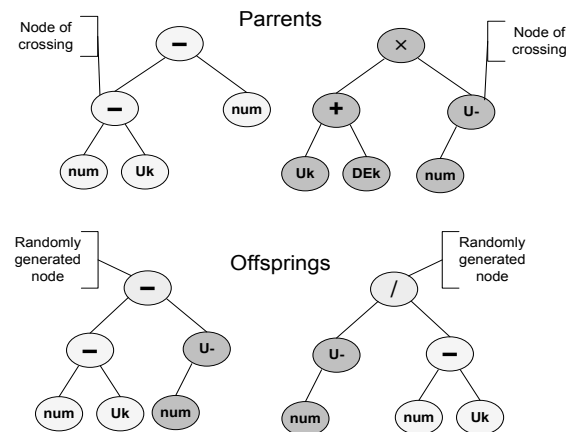 Parrents
Node of
crossing
Node of
crossing
–
×
–
num
+
U-
num
Uk
Uk
DEk
num
Randomly
generated
node
Offsprings
Randomly
generated
node
–
/
–
U-
U-
–
num
Uk
num
num
num
Uk